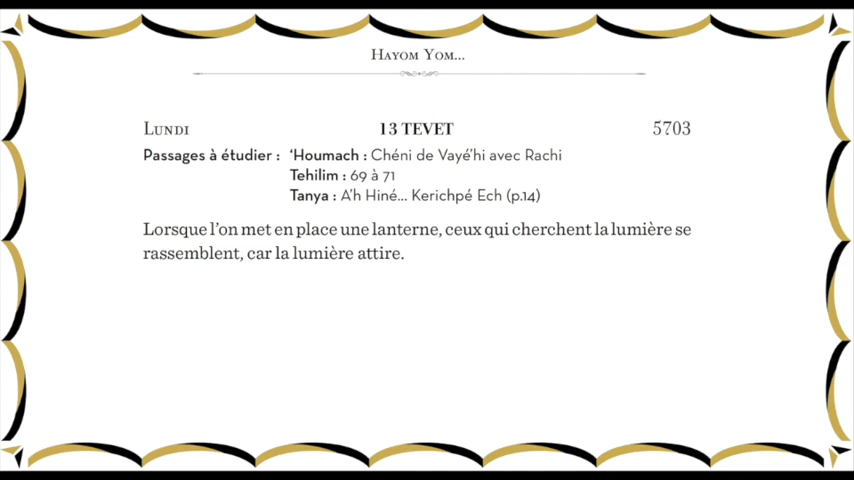 Hayom Yom...
Lundi 13 TEVET 5703
Passages à étudier : ‘Houmach : Chéni de Vayé’hi avec Rachi
Tehilim : 69 à 71
Tanya : A’h Hiné... Kerichpé Ech (p.14)
Lorsque l’on met en place une lanterne, ceux qui cherchent la lumière se
rassemblent, car la lumière attire.